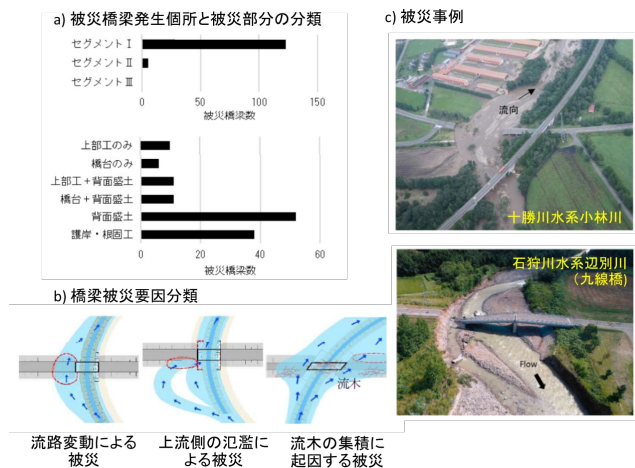 a) 被災橋梁発生個所と被災部分の分類
セグメントⅠ
セグメントⅡ
セグメントⅢ
0 50 100 150
被災橋梁数
上部工のみ
橋台のみ
上部工+背面盛土
橋台+背面盛土
背面盛土
護岸・根固工
0 20 40 60
被災橋梁数
b) 橋梁被災要因分類
流木
流路変動による
被災
上流側の氾濫に
よる被災
流木の集積に
起因する被災
c) 被災事例
流向
十勝川水系小林川
石狩川水系辺別川
(九線橋)
Flow